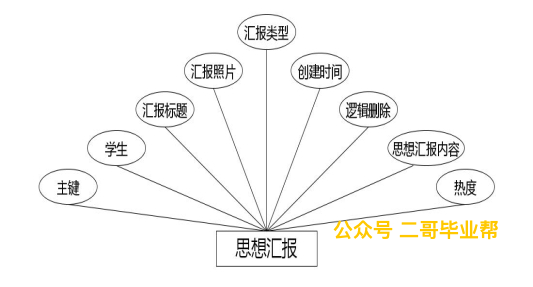 汇报类型
汇报照片
创建时间
汇报标题
逻辑删除
学生
思想汇报内容
主键
热度
公众号 二哥毕业帮
思想汇报